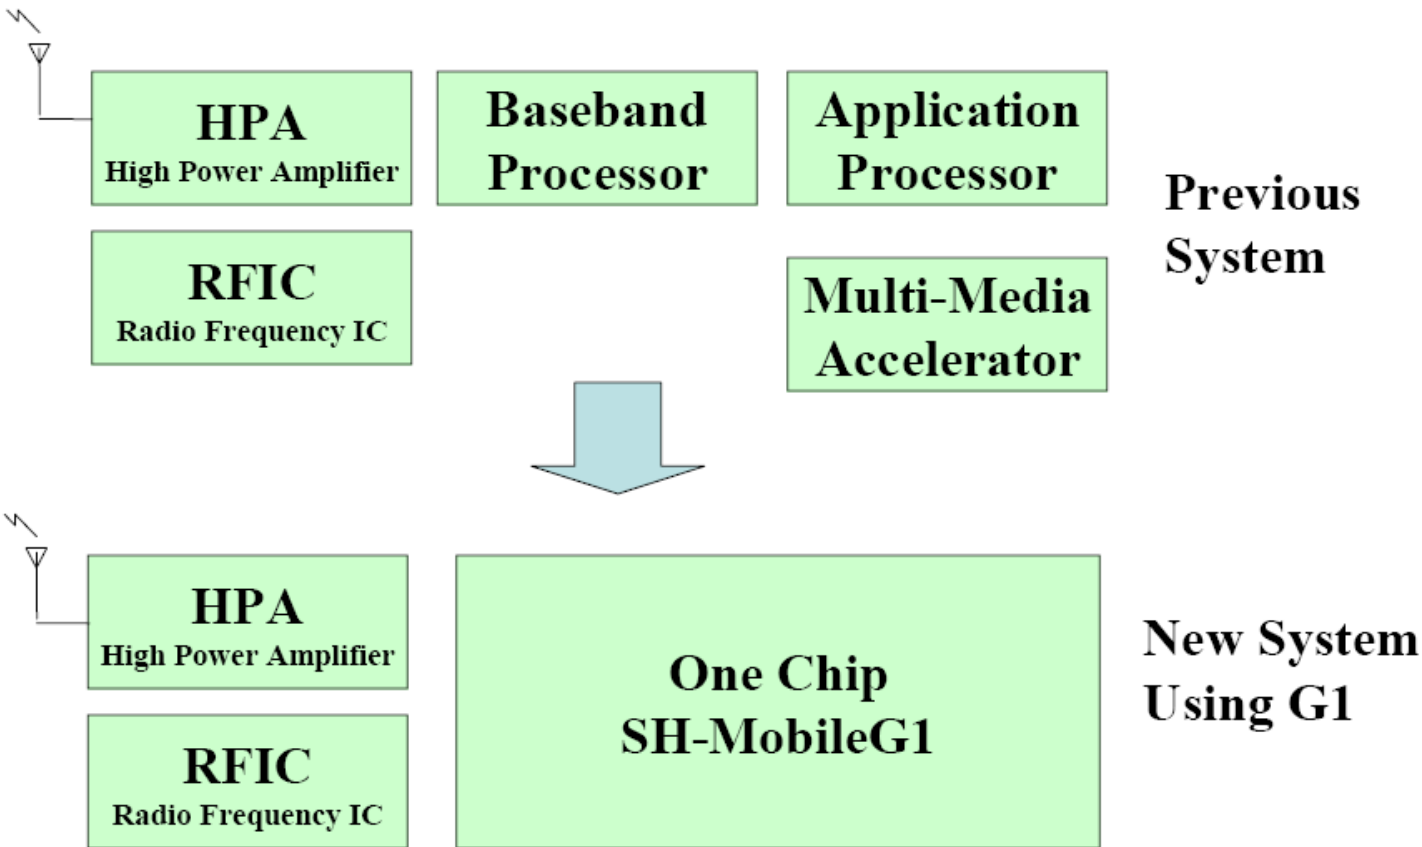 HPA
High Power Amplifier
Baseband
Processor
Application
Processor
Previous
System
RFIC
Radio Frequency IC
Multi-Media
Accelerator
HPA
High Power Amplifier
One Chip
SH-MobileG1
New System
Using G1
RFIC
Radio Frequency IC